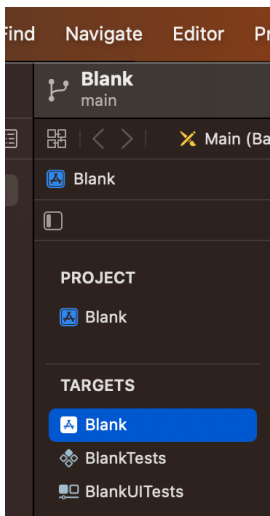 Find Navigate Editor
Blank
main
Main (Ba
Blank
PROJECT
Blank
TARGETS
Blank
BlankTests
BlankUITests